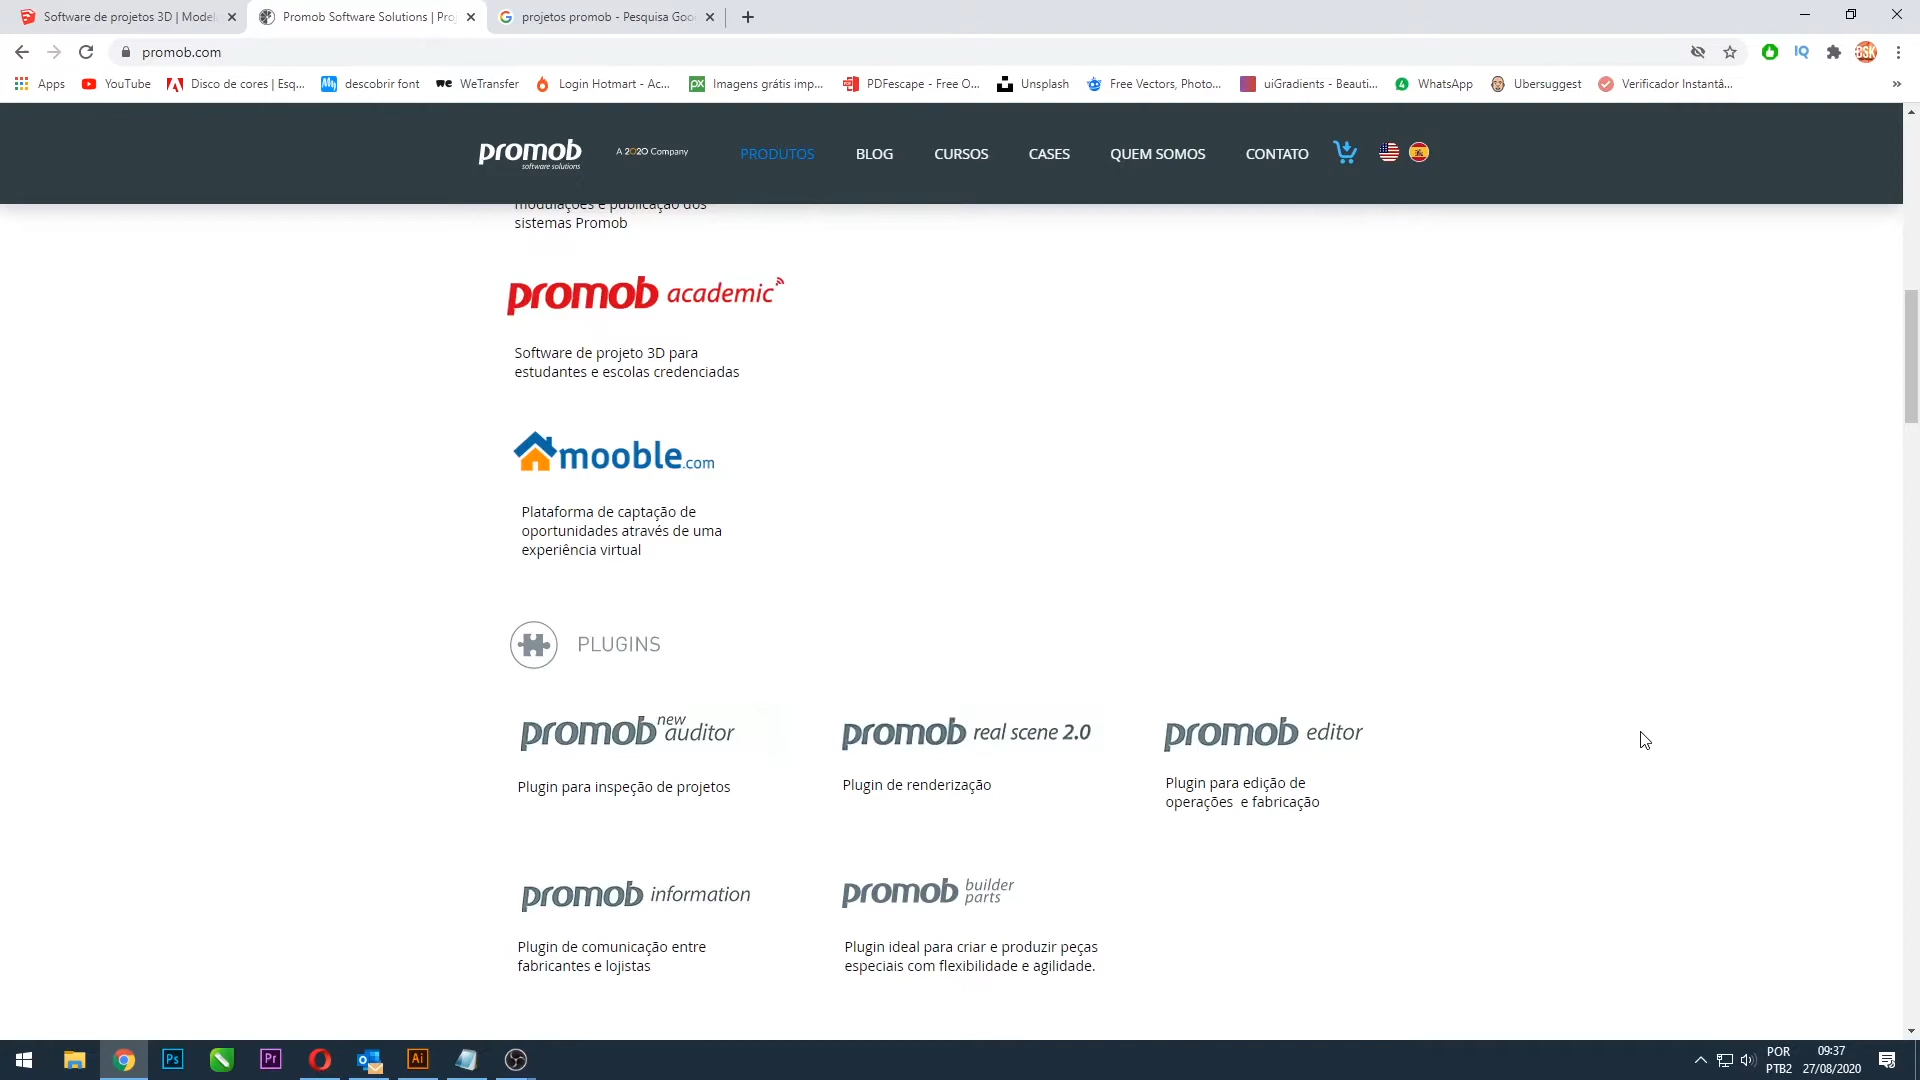 Software de projetos 3D | Model
Promob Software Solutions | Pro
projetos promob - Pesquisa Goo
promob.com
Apps
YouTube
Disco de cores | Esq...
descobrir font
WeTransfer
Login Hotmart - Ac...
Imagens grátis imp...
PDFescape - Free O...
Unsplash
Free Vectors, Photo...
uiGradients - Beauti...
WhatsApp
Ubersuggest
Verificador Instantâ...
promob
software solutions
A 2020 Company
PRODUTOS
BLOG
CURSOS
CASES
QUEM SOMOS
CONTATO
modulações e publicação dos
sistemas Promob
promob academic
Software de projeto 3D para
estudantes e escolas credenciadas
mooble.com
Plataforma de captação de
oportunidades através de uma
experiência virtual
PLUGINS
promob new auditor
Plugin para inspeção de projetos
promob real scene 2.0
Plugin de renderização
promob editor
Plugin para edição de
operações e fabricação
promob information
Plugin de comunicação entre
fabricantes e lojistas
promob builder parts
Plugin ideal para criar e produzir peças
especiais com flexibilidade e agilidade.
Ps
Pr
Ai
POR
PTB2
09:37
27/08/2020